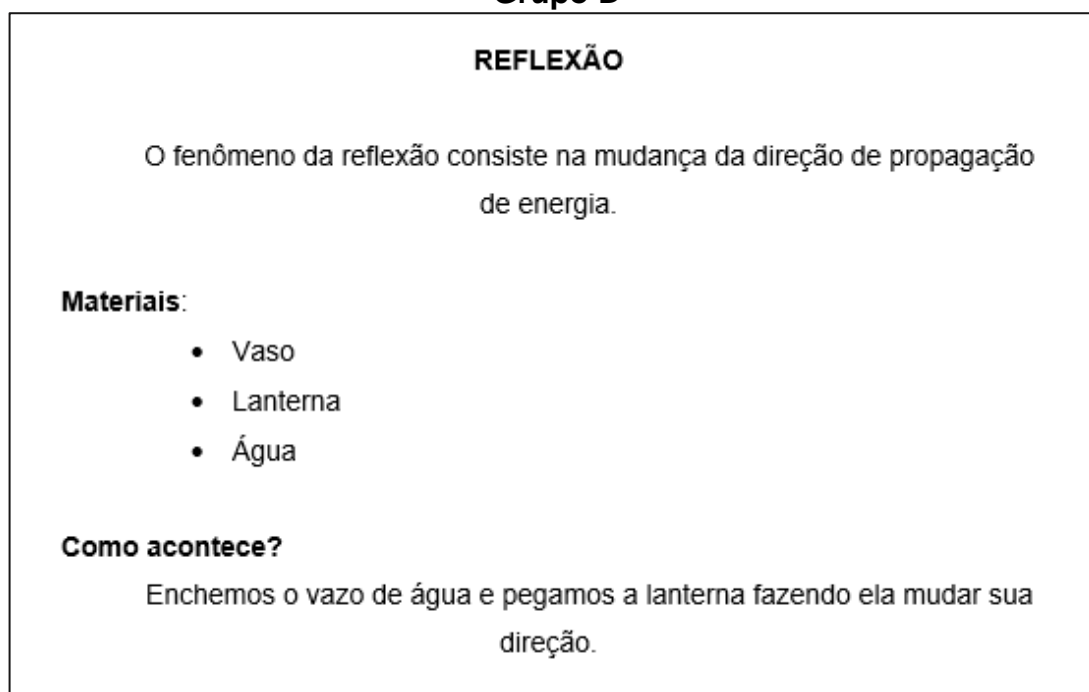 Grupo D
REFLEXÃO
O fenômeno da reflexão consiste na mudança da direção de propagação
de energia.
Materiais:
• Vaso
• Lanterna
• Água
Como acontece?
Enchemos o vazo de água e pegamos a lanterna fazendo ela mudar sua
direção.